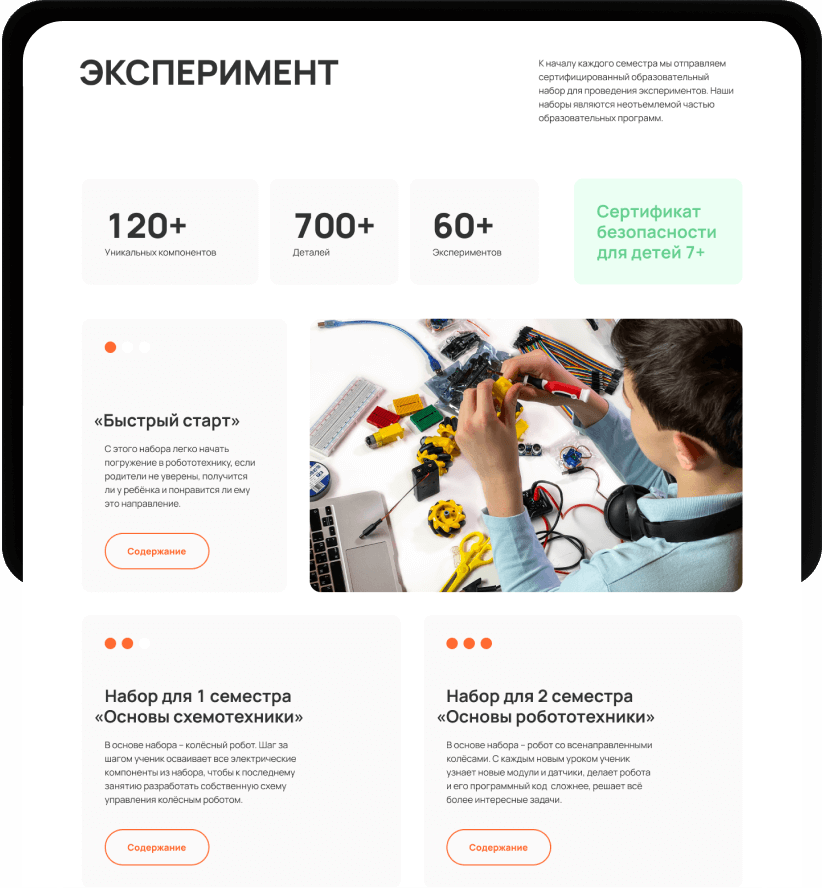 ЭКСПЕРИМЕНТ
К началу каждого семестра мы отправляем
сертифицированный образовательный
набор для проведения экспериментов. Наши
наборы являются неотъемлемой частью
образовательных программ.
120+
Уникальных компонентов
700+
Деталей
60+
Экспериментов
Сертификат
безопасности
для детей 7+
«Быстрый старт»
С этого набора легко начать
погружение в робототехнику, если
родители не уверены, получится
ли у ребёнка и понравится ли ему
это направление.
Содержание
Набор для 1 семестра
«Основы схемотехники»
В основе набора – колёсный робот. Шаг за
шагом ученик осваивает все электрические
компоненты из набора, чтобы к последнему
занятию разработать собственную схему
управления колёсным роботом.
Содержание
Набор для 2 семестра
«Основы робототехники»
В основе набора – робот со всенаправленными
колёсами. С каждым новым уроком ученик
узнает новые модули и датчики, делает робота
и его программный код  сложнее, решает всё
более интересные задачи.
Содержание